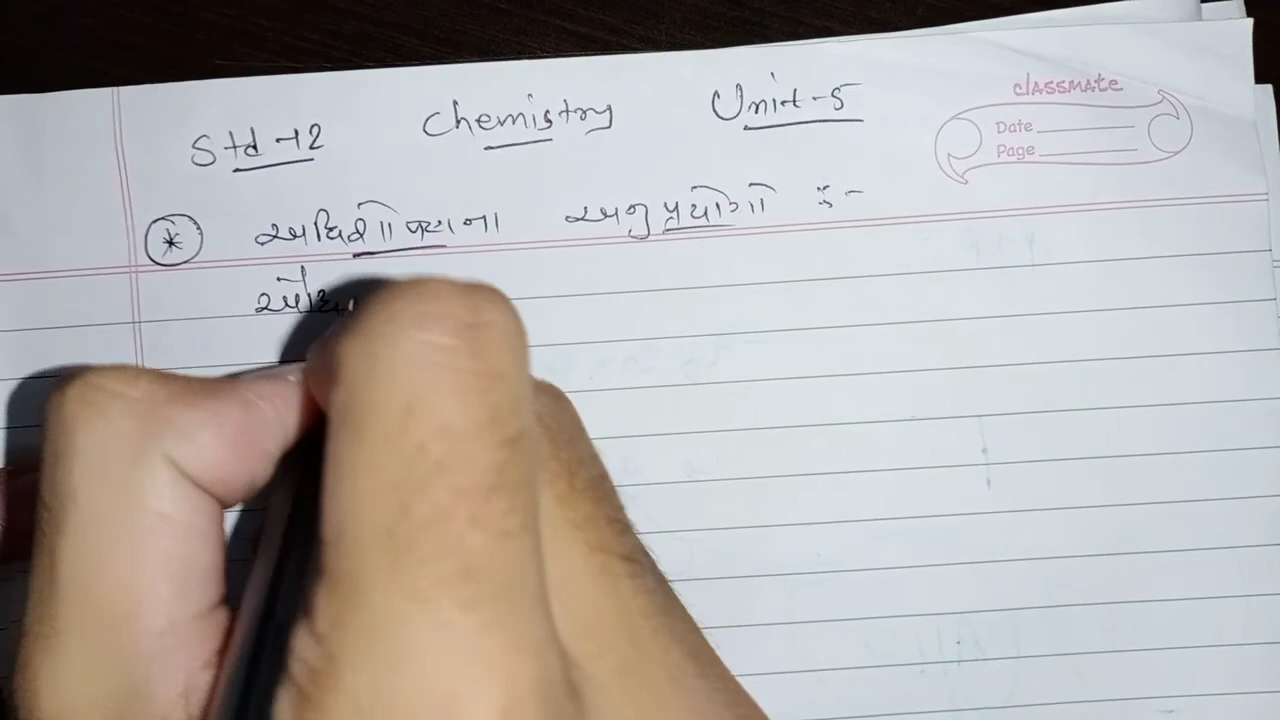 Std-12 Chemistry Unit-5
classmate
Date
Page
* અધિશોષણના અનુપ્રયોગો :-